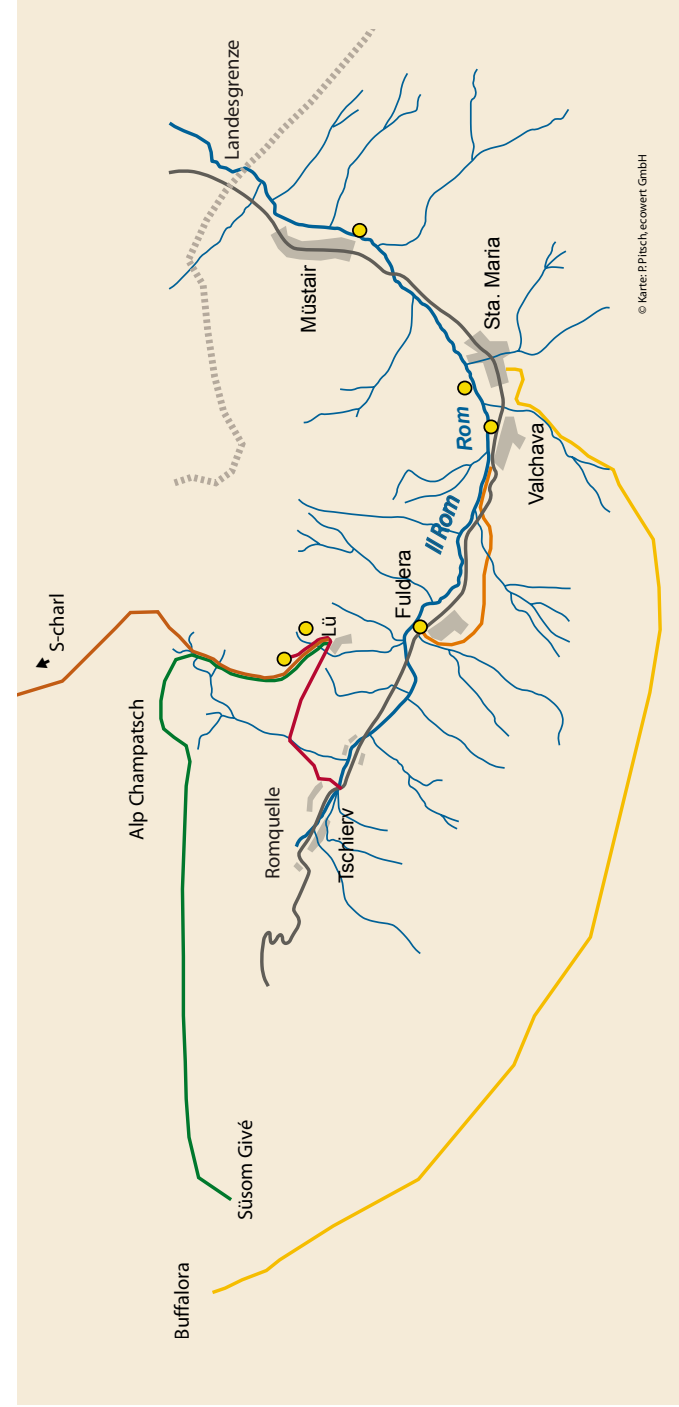 Landesgrenze
Müstair
Sta. Maria
Rom
Valchava
Il Rom
Fuldera
Lü
S-charl
Alp Champatsch
Romquelle
Tschierv
Süsom Givé
Buffalora
© Karte: P.Pitsch, ecowert GmbH